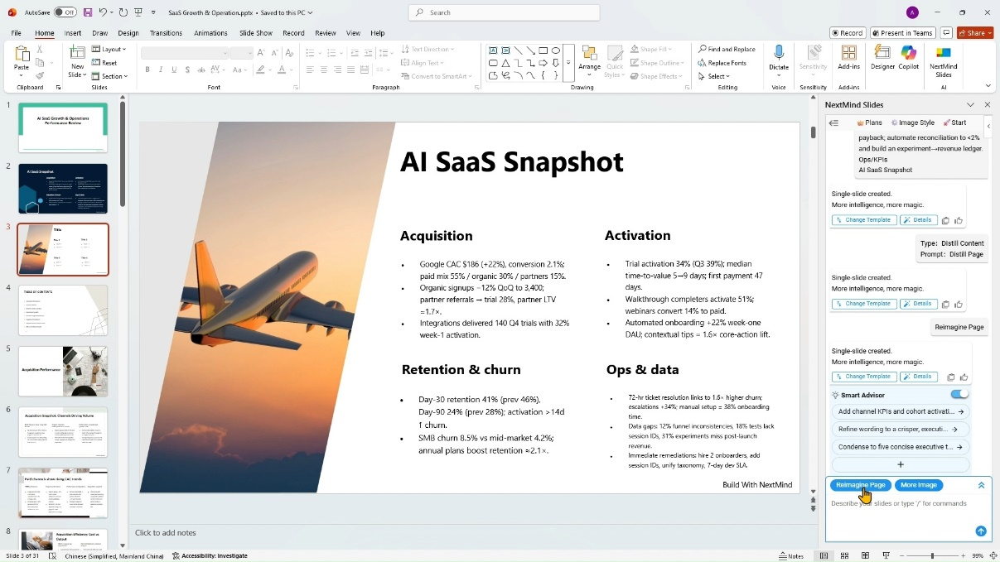 AutoSave Off SaaS Growth & Operation.pptx • Saved to this PC Search A
File Home Insert Draw Design Transitions Animations Slide Show Record Review View Help Record Present in Teams Share
Paste
Clipboard
New
Slide
Layout
Reset
Section
Slides
B I U S ab AV Aa A
Font
Text Direction
Align Text
Convert to SmartArt
Paragraph
Arrange
Quick
Styles
Shape Fill
Shape Outline
Shape Effects
Drawing
Find and Replace
Replace Fonts
Select
Editing
Dictate
Voice
Sensitivity
Sensitivity
Add-ins
Add-ins
Designer
Copilot
NextMind
Slides
AI
1
AI SaaS Growth & Operations
Performance Review
2
AI SaaS Snapshot
3
Title
4
TABLE OF CONTENTS
5
Acquisition Performance
6
Acquisition Snapshot: Channels Driving Volume
7
Paid channels show rising CAC trends
8
Acquisition Efficiency: Cost vs
Output
AI SaaS Snapshot
Acquisition
• Google CAC $186 (+22%), conversion 2.1%;
paid mix 55% / organic 30% / partners 15%.
• Organic signups −12% QoQ to 3,400;
partner referrals → trial 28%, partner LTV
≈1.7×.
• Integrations delivered 140 Q4 trials with 32%
week-1 activation.
Activation
• Trial activation 34% (Q3 39%); median
time-to-value 5→9 days; first payment 47
days.
• Walkthrough completers activate 51%;
webinars convert 14% to paid.
• Automated onboarding +22% week-one
DAU; contextual tips = 1.6× core-action lift.
Retention & churn
• Day-30 retention 41% (prev 46%),
Day-90 24% (prev 28%); activation >14d
↑ churn.
• SMB churn 8.5% vs mid-market 4.2%;
annual plans boost retention ≈2.1×.
Ops & data
• 72-hr ticket resolution links to 1.6× higher churn;
escalations +34%; manual setup = 38% onboarding
time.
• Data gaps: 12% funnel inconsistencies, 18% tests lack
session IDs, 31% experiments miss post-launch
revenue.
• Immediate remediations: hire 2 onboarders, add
session IDs, unify taxonomy, 7-day dev SLA.
Build With NextMind
Click to add notes
NextMind Slides
Plans Image Style Start
payback; automate reconciliation to <2%
and build an experiment→revenue ledger.
Ops/KPIs
AI SaaS Snapshot
Single-slide created.
More intelligence, more magic.
Change Template Details
Type: Distill Content
Prompt: Distill Page
Single-slide created.
More intelligence, more magic.
Change Template Details
Reimagine Page
Single-slide created.
More intelligence, more magic.
Change Template Details
Smart Advisor
Add channel KPIs and cohort activati... →
Refine wording to a crisper, executi... →
Condense to five concise executive t... →
+
Reimagine Page More Image
Describe your slides or type '/' for commands
Slide 3 of 31 Chinese (Simplified, Mainland China) Accessibility: Investigate Notes 99%